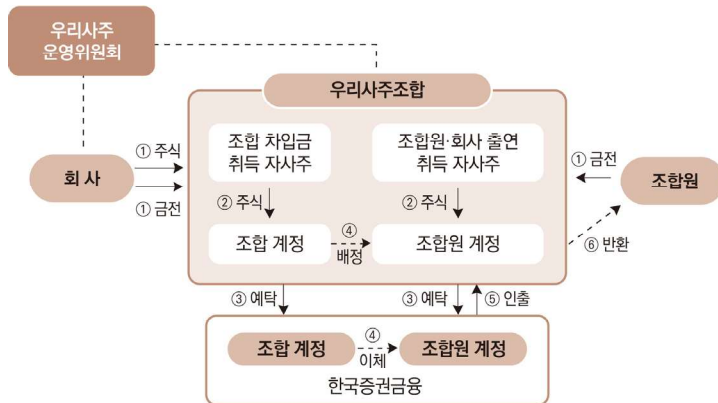 우리사주
운영위원회
우리사주조합
조합 차입금
취득 자사주
조합원·회사 출연
취득 자사주
회 사
① 주식
① 금전
① 금전
조합원
② 주식
② 주식
조합 계정
④
배정
조합원 계정
⑥ 반환
③ 예탁
③ 예탁
⑤ 인출
조합 계정
④
이체
조합원 계정
한국증권금융